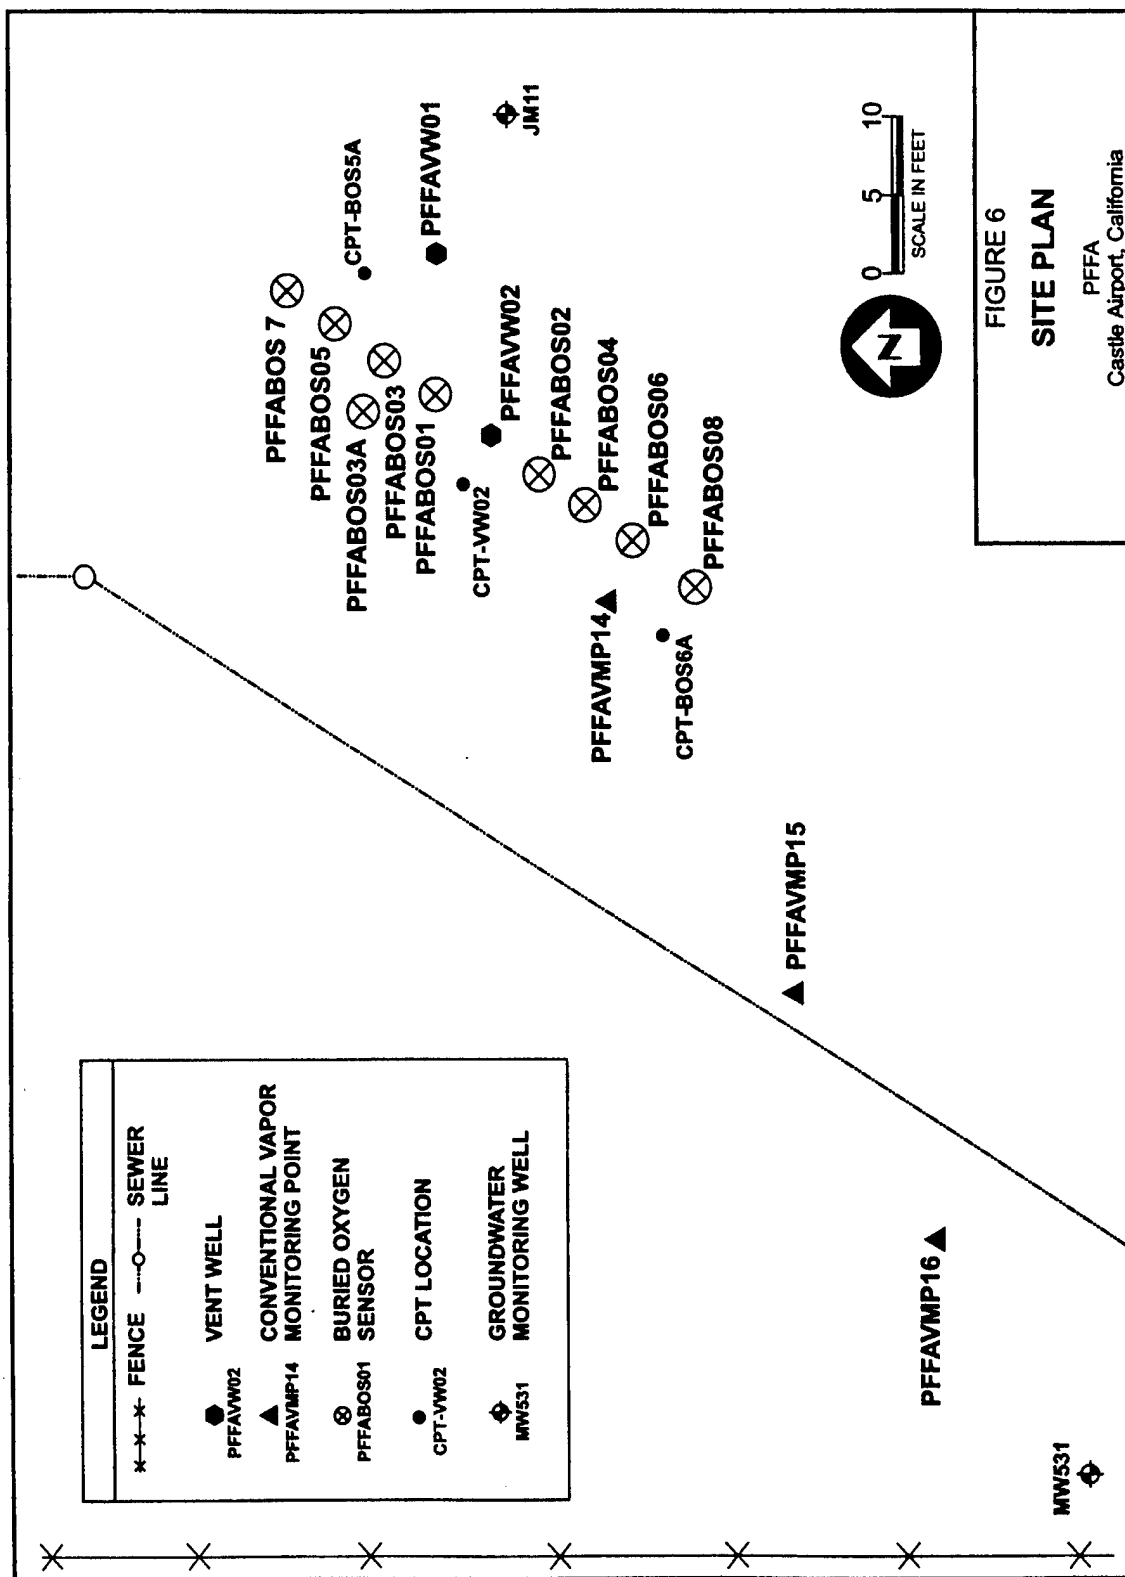 LEGEND
FENCE
SEWER
LINE
PFFAVW02
VENT WELL
PFFAVMP14
CONVENTIONAL VAPOR
MONITORING POINT
PFFABOS01
BURIED OXYGEN
SENSOR
CPT-VW02
CPT LOCATION
MW531
GROUNDWATER
MONITORING WELL
PFFABOS 7
PFFABOS05
CPT-BOS5A
PFFABOS03A
PFFABOS03
PFFABOS01
PFFAVW01
CPT-VW02
PFFAVW02
JM11
PFFABOS02
PFFABOS04
PFFAVMP14
PFFABOS06
CPT-BOS6A
PFFABOS08
PFFAVMP15
PFFAVMP16
MW531
N
0 5 10
SCALE IN FEET
FIGURE 6
SITE PLAN
PFFA
Castle Airport, California